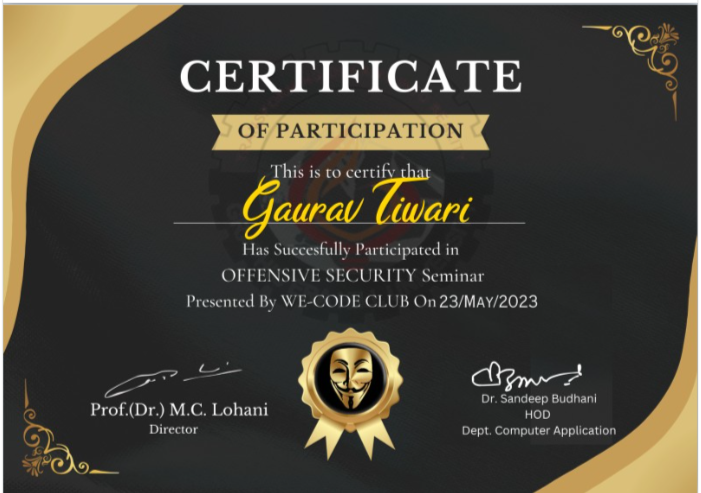 CERTIFICATE
OF PARTICIPATION
This is to certify that
Gaurav Tiwari
Has Succesfully Participated in
OFFENSIVE SECURITY Seminar
Presented By WE-CODE CLUB On 23/MAY/2023
Prof.(Dr.) M.C. Lohani
Director
Dr. Sandeep Budhani
HOD
Dept. Computer Application